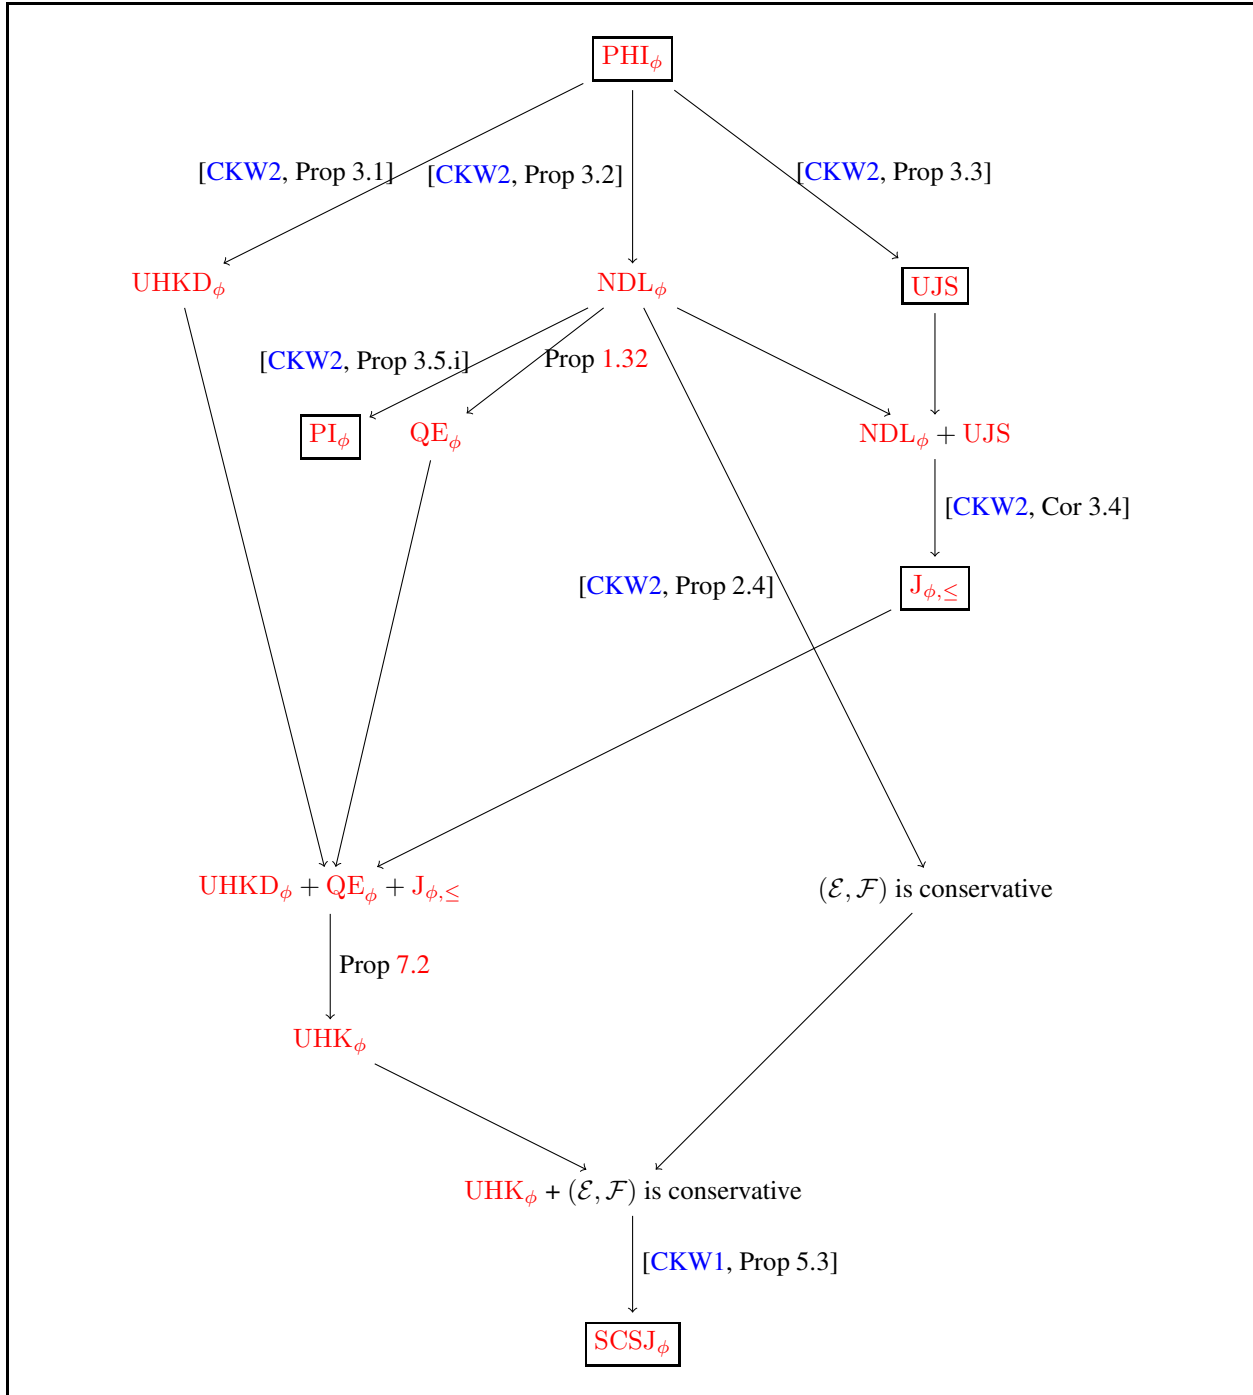 PHI_ϕ
[CKW2, Prop 3.1]
[CKW2, Prop 3.2]
[CKW2, Prop 3.3]
UHKD_ϕ
NDL_ϕ
UJS
[CKW2, Prop 3.5.i]
Prop 1.32
PI_ϕ
QE_ϕ
NDL_ϕ + UJS
[CKW2, Cor 3.4]
[CKW2, Prop 2.4]
J_ϕ,≤
UHKD_ϕ + QE_ϕ + J_ϕ,≤
(ℰ, ℱ) is conservative
Prop 7.2
UHK_ϕ
UHK_ϕ + (ℰ, ℱ) is conservative
[CKW1, Prop 5.3]
SCSJ_ϕ